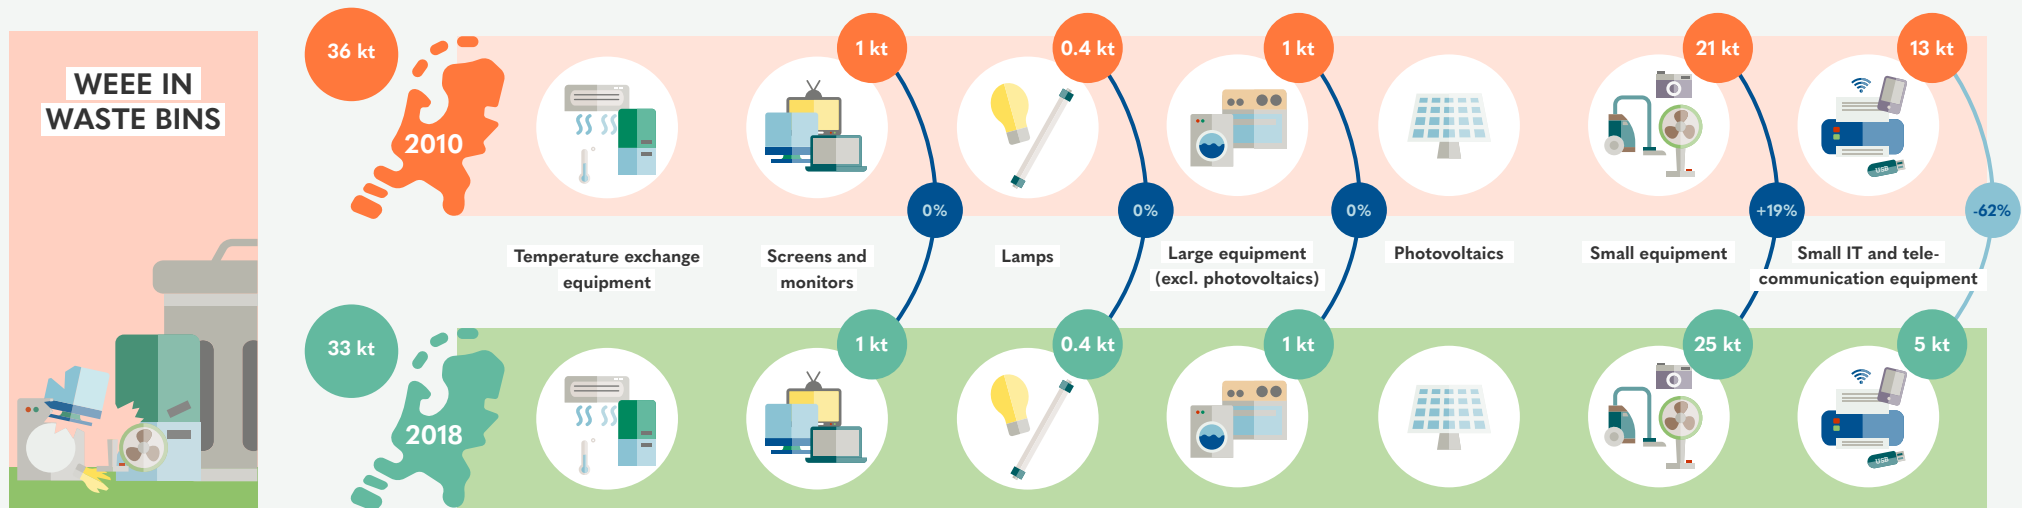 WEEE IN
WASTE BINS
36 kt
2010
1 kt
0.4 kt
1 kt
21 kt
13 kt
USB
0%
0%
0%
+19%
-62%
Temperature exchange
equipment
Screens and
monitors
Lamps
Large equipment
(excl. photovoltaics)
Photovoltaics
Small equipment
Small IT and tele-
communication equipment
33 kt
2018
1 kt
0.4 kt
1 kt
25 kt
5 kt
USB